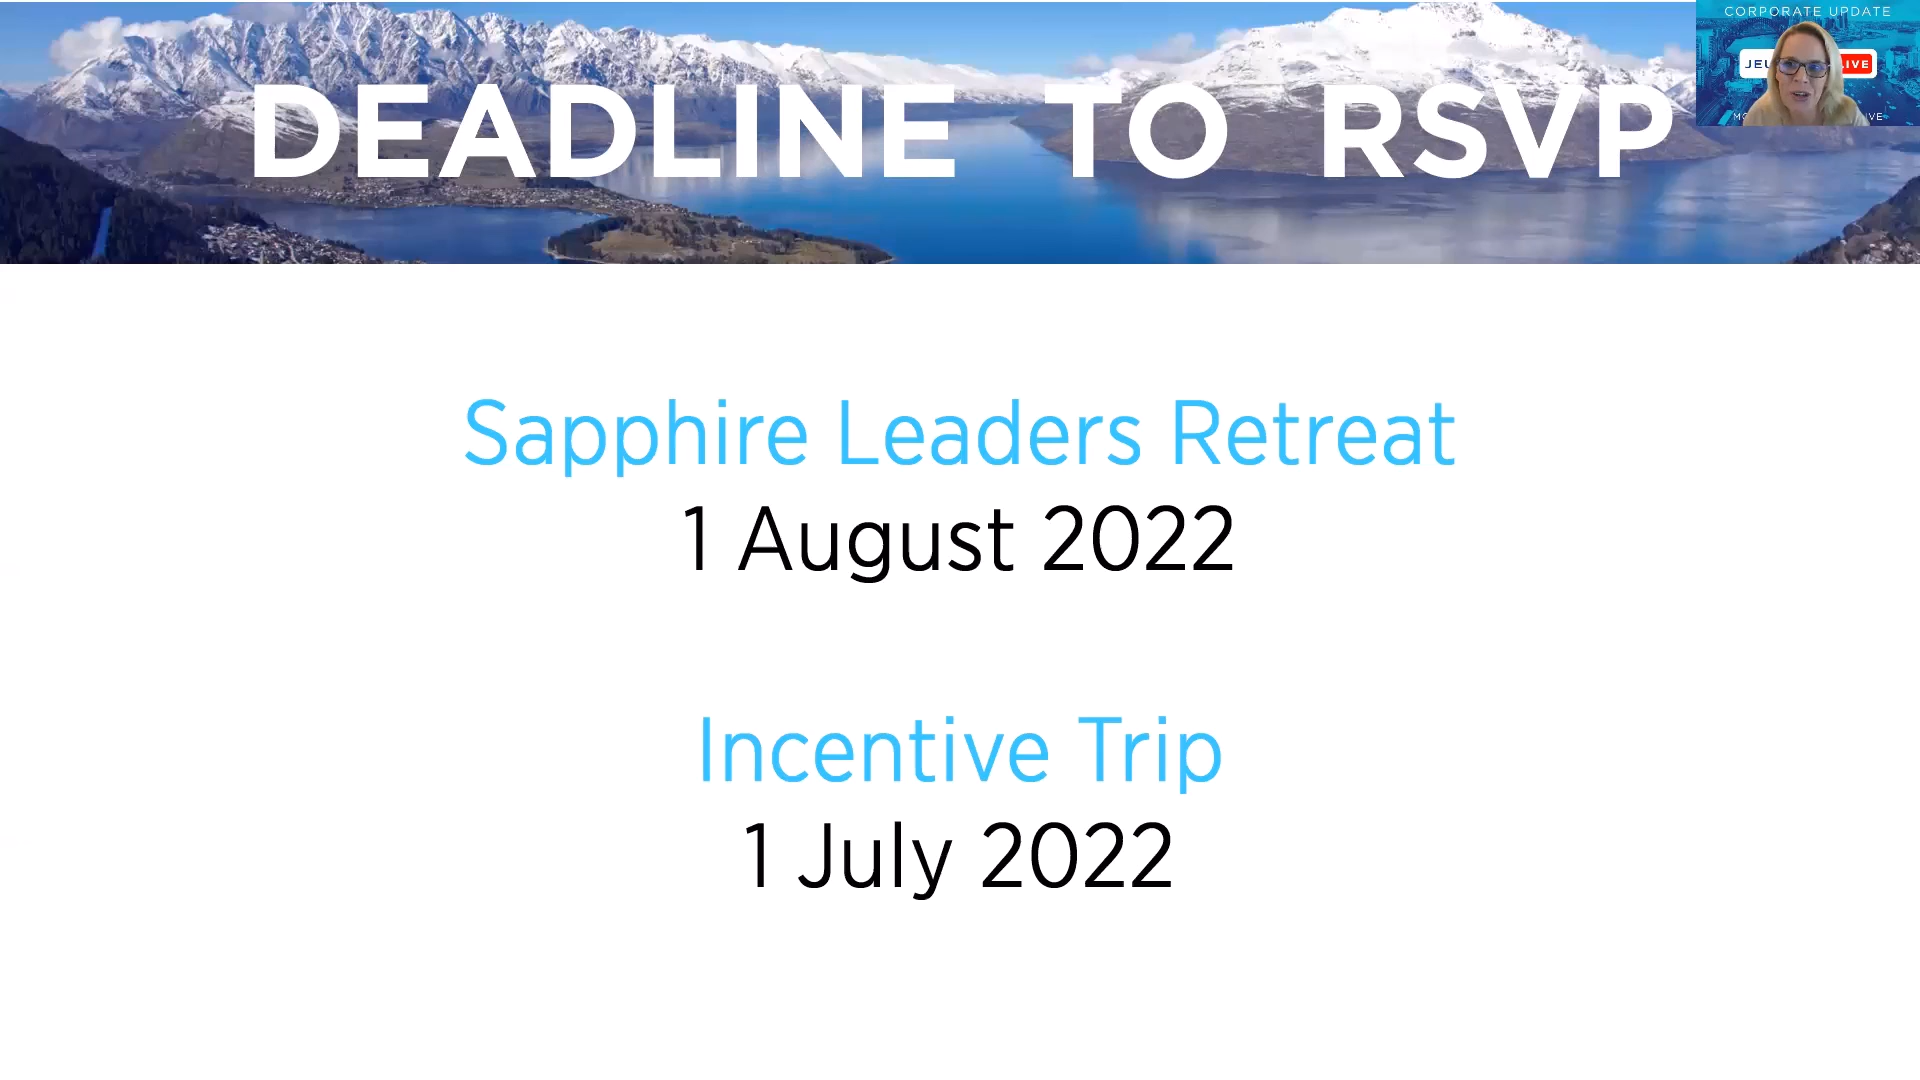 DEADLINE TO RSVP
CORPORATE UPDATE
Sapphire Leaders Retreat
1 August 2022
Incentive Trip
1 July 2022